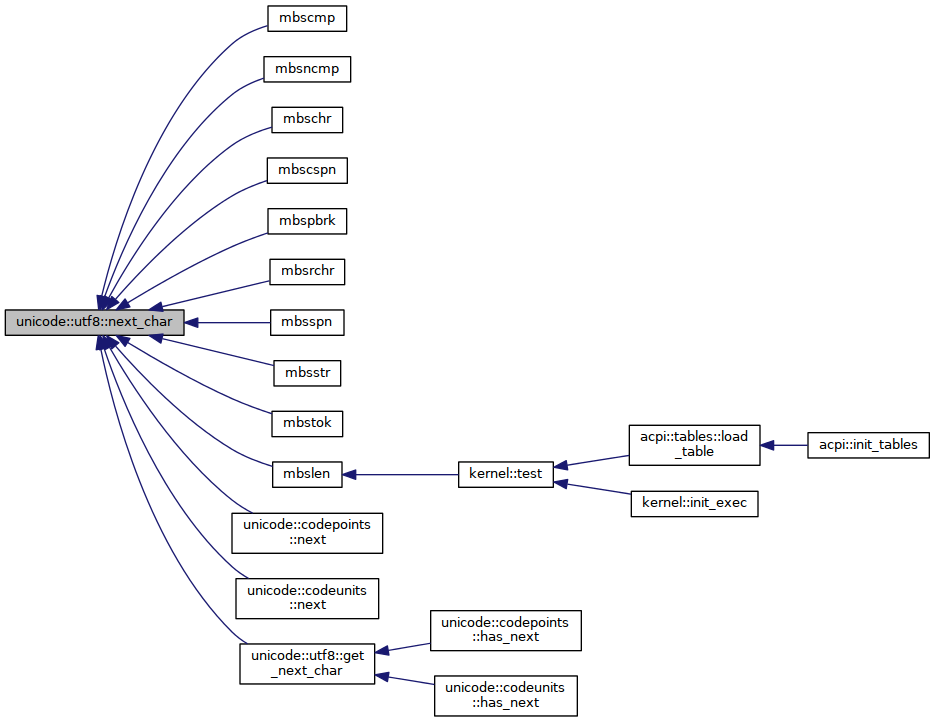 mbscmp
mbsncmp
mbschr
mbscspn
mbspbrk
mbsrchr
unicode::utf8::next_char
mbsspn
mbsstr
mbstok
mbslen
kernel::test
acpi::tables::load
_table
acpi::init_tables
kernel::init_exec
unicode::codepoints
::next
unicode::codeunits
::next
unicode::utf8::get
_next_char
unicode::codepoints
::has_next
unicode::codeunits
::has_next